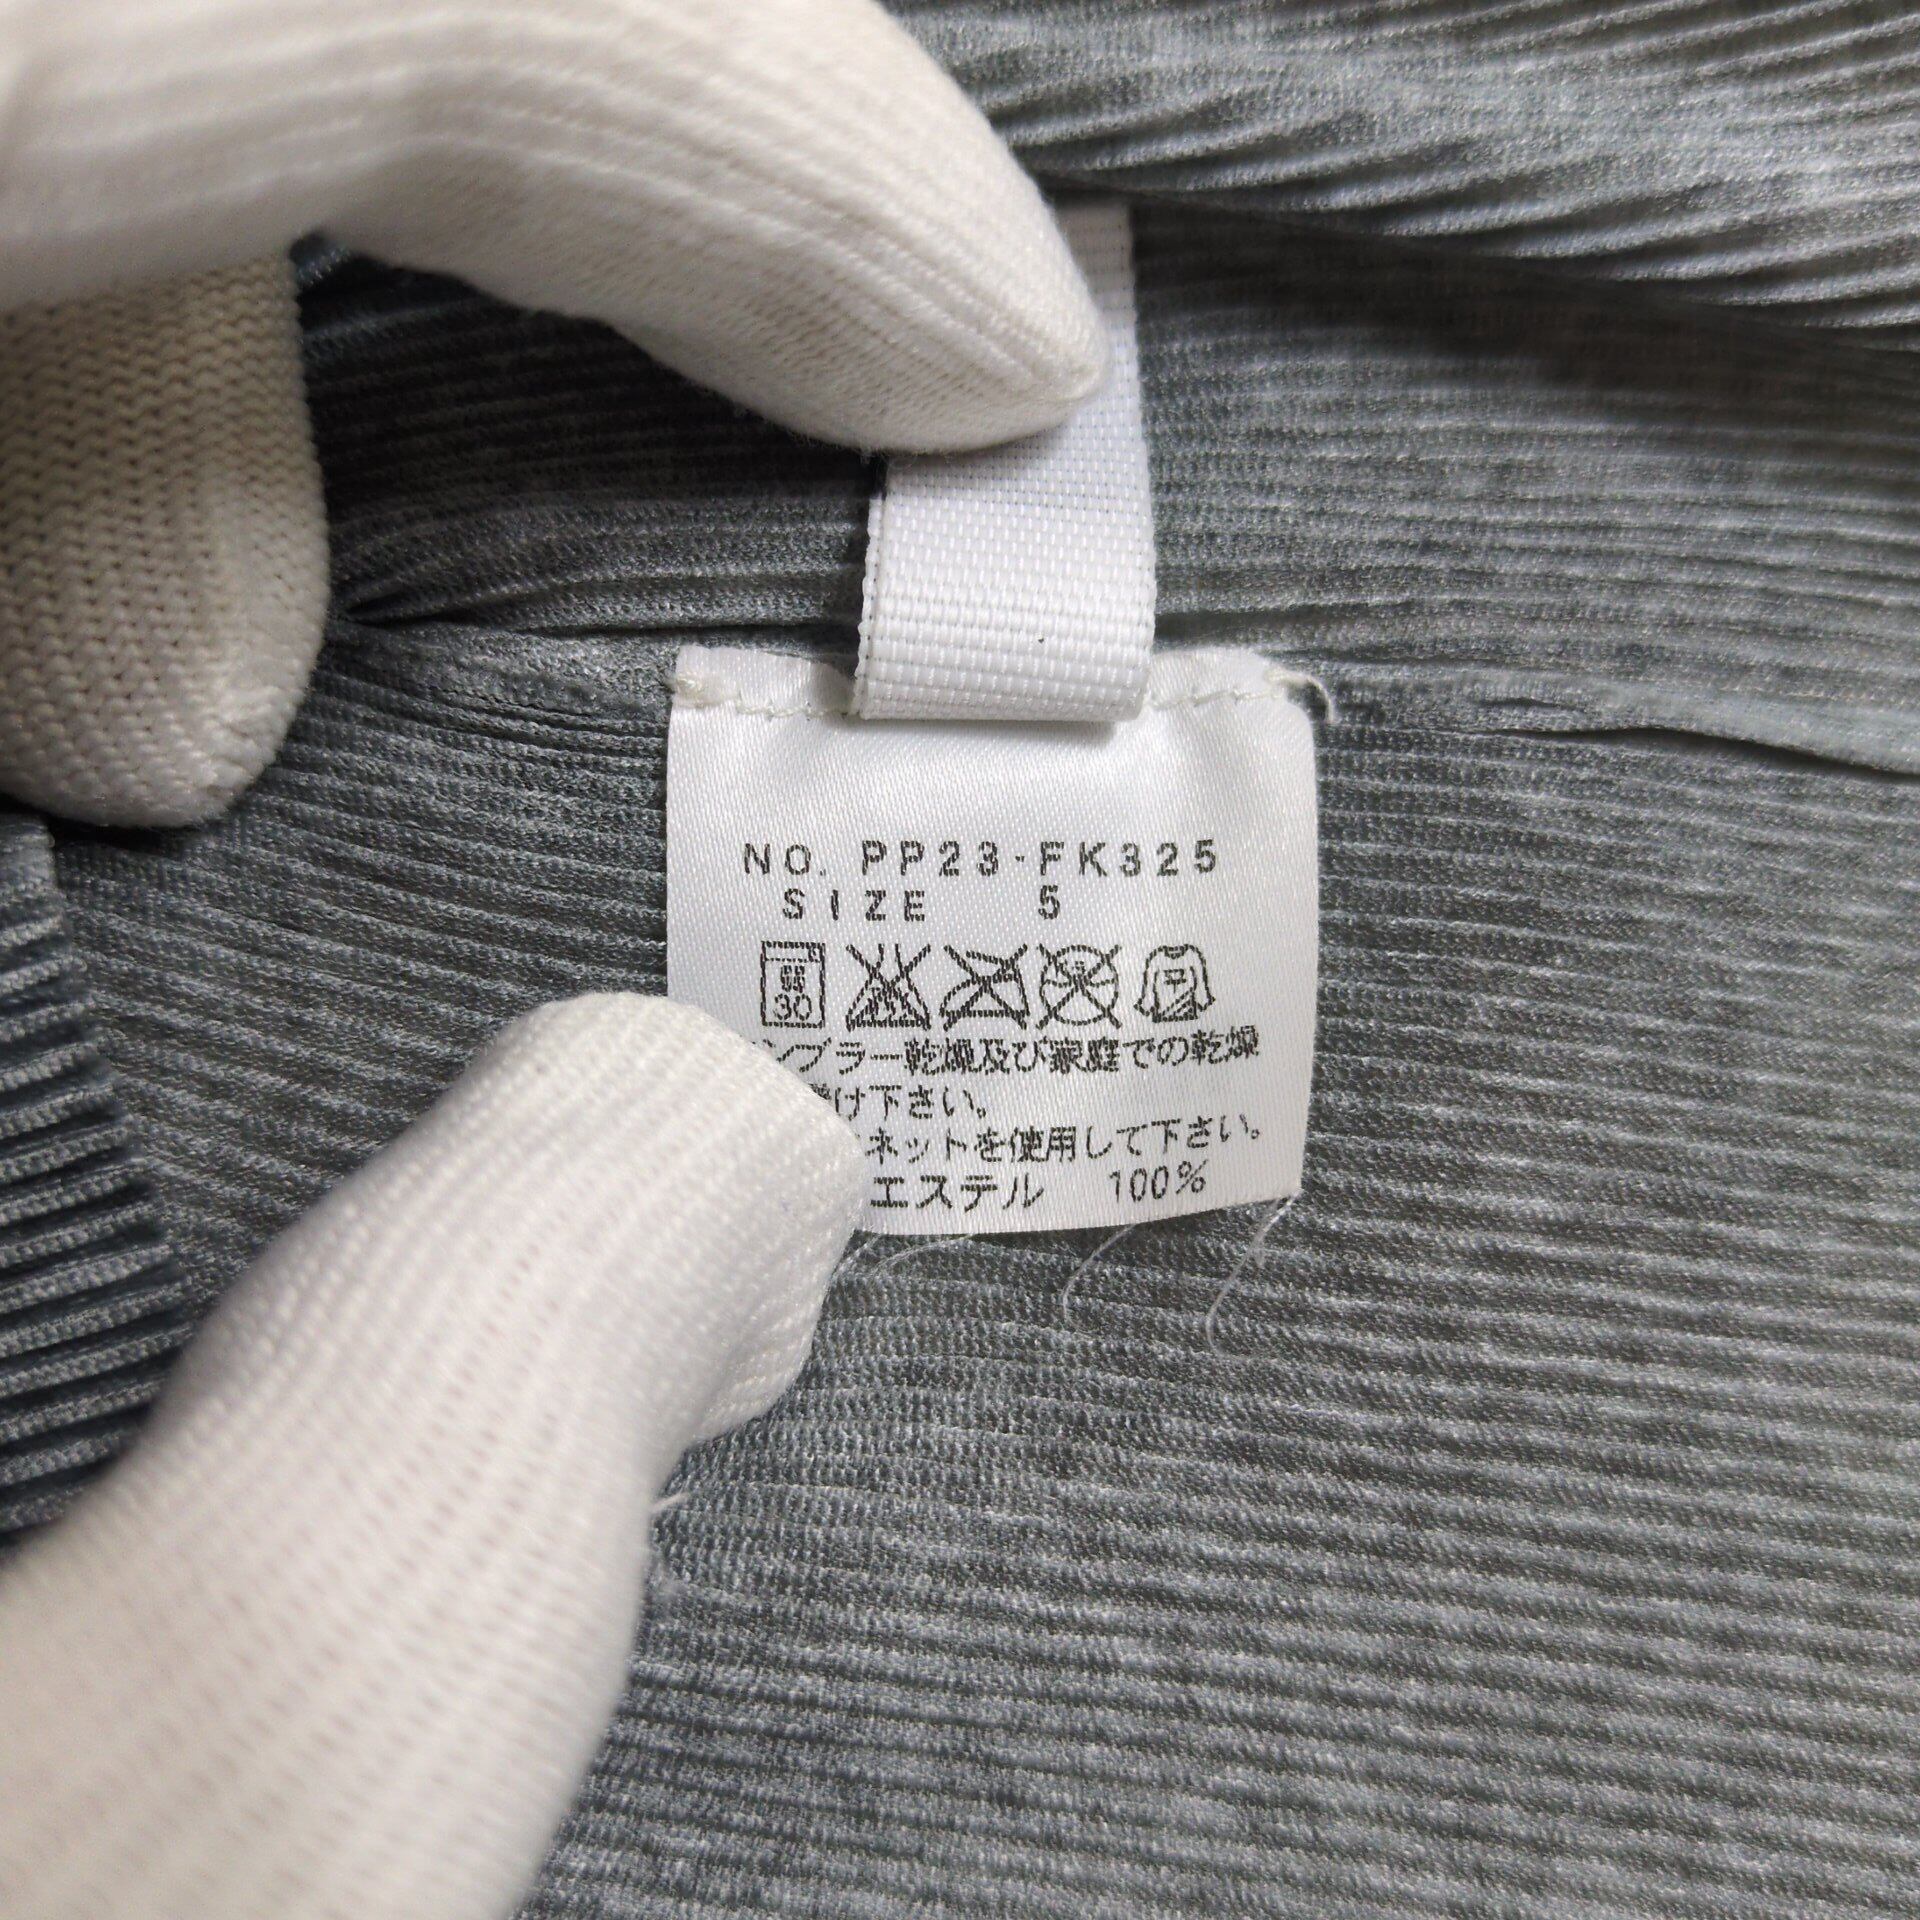 NO. PP23-FK325
SIZE 5
弱 30
ンブラー乾燥及び家庭での乾燥
け下さい。
ネットを使用して下さい。
エステル 100%